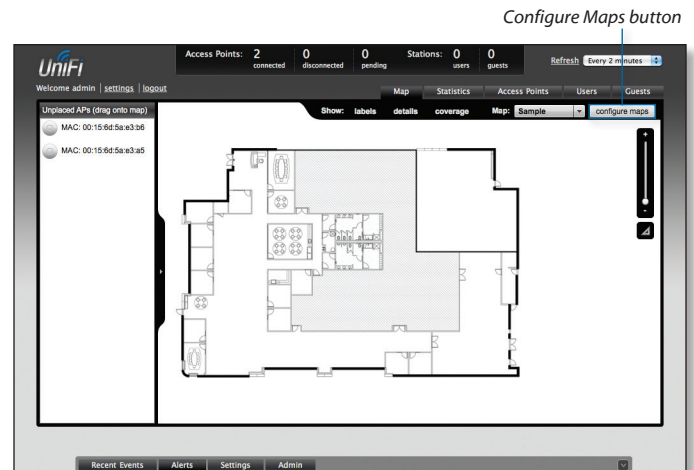 Configure Maps button
UniFi
Access Points: 2 connected 0 disconnected 0 pending Stations: 0 users 0 guests
Refresh Every 2 minutes
Welcome admin | settings | logout
Map Statistics Access Points Users Guests
Unplaced APs (drag onto map)
Show: labels details coverage Map: Sample configure maps
MAC: 00:15:6d:5a:e3:b6
MAC: 00:15:6d:5a:e3:a5
+
-
Recent Events Alerts Settings Admin